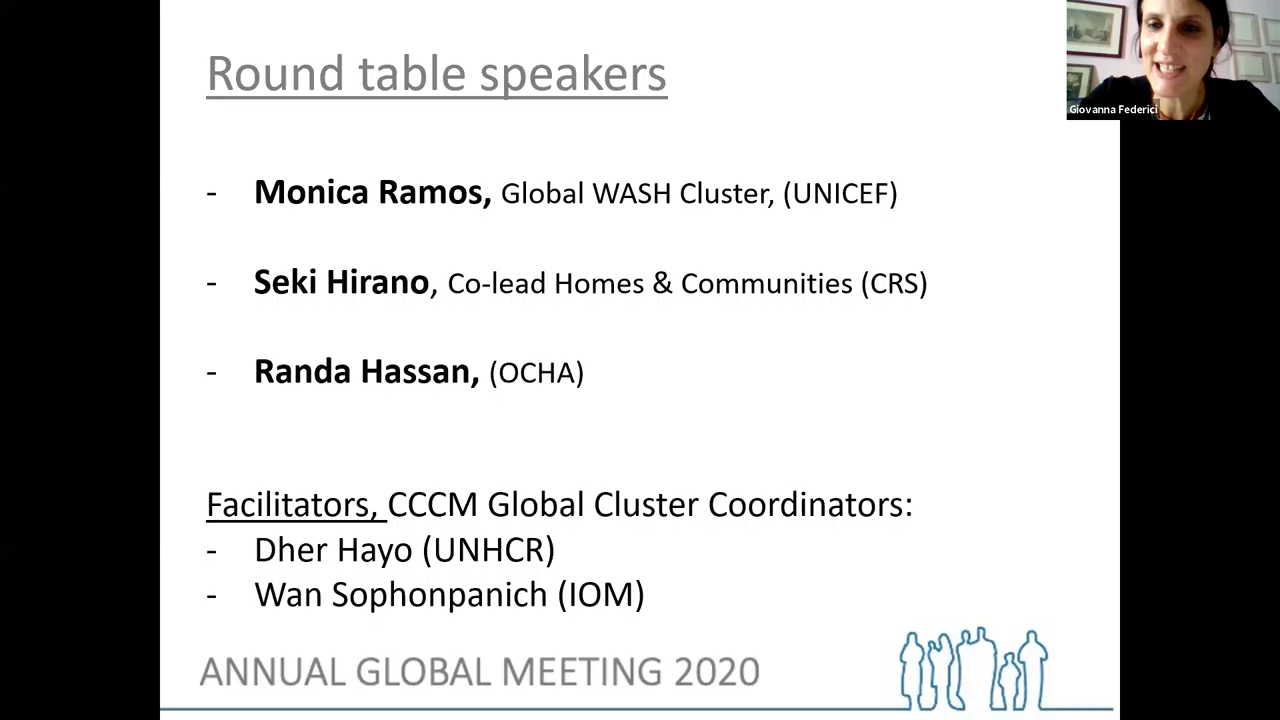 Round table speakers
Giovanna Federici
- Monica Ramos, Global WASH Cluster, (UNICEF)
- Seki Hirano, Co-lead Homes & Communities (CRS)
- Randa Hassan, (OCHA)
Facilitators, CCCM Global Cluster Coordinators:
- Dher Hayo (UNHCR)
- Wan Sophonpanich (IOM)
ANNUAL GLOBAL MEETING 2020